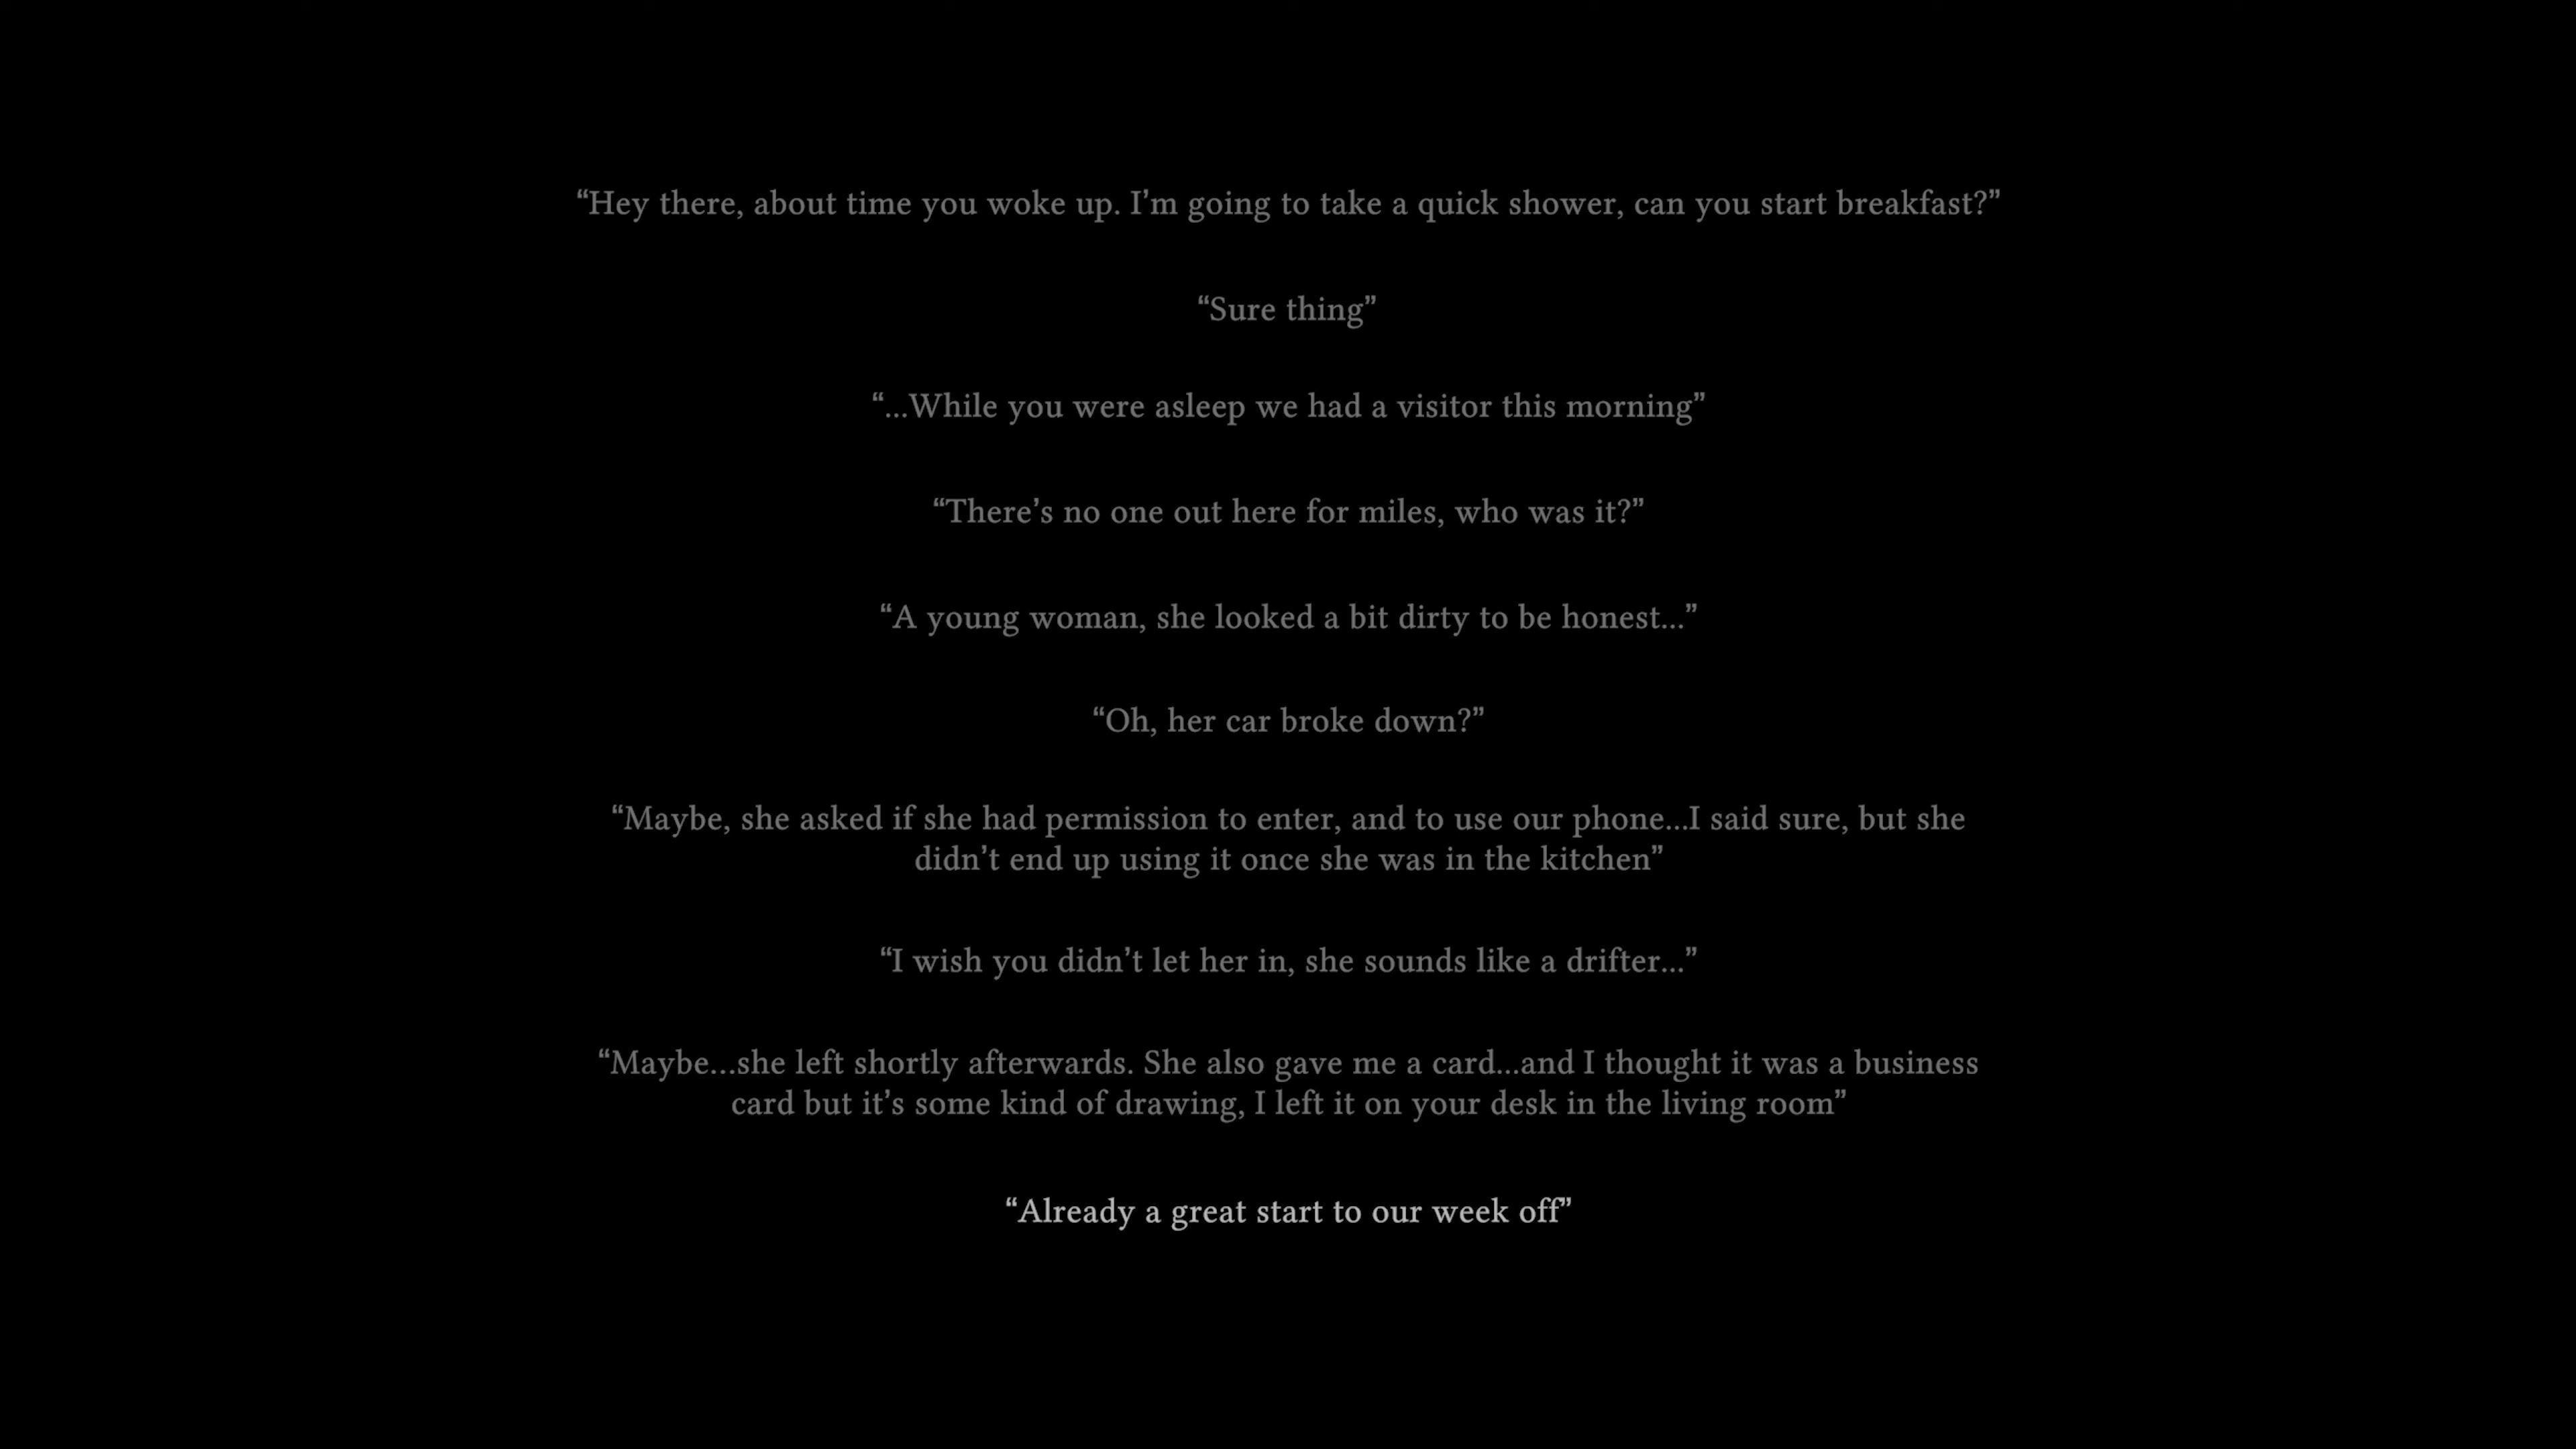 “Hey there, about time you woke up. I’m going to take a quick shower, can you start breakfast?”
“Sure thing”
“...While you were asleep we had a visitor this morning”
“There’s no one out here for miles, who was it?”
“A young woman, she looked a bit dirty to be honest...”
“Oh, her car broke down?”
“Maybe, she asked if she had permission to enter, and to use our phone...I said sure, but she
didn’t end up using it once she was in the kitchen”
“I wish you didn’t let her in, she sounds like a drifter...”
“Maybe...she left shortly afterwards. She also gave me a card...and I thought it was a business
card but it’s some kind of drawing, I left it on your desk in the living room”
“Already a great start to our week off”